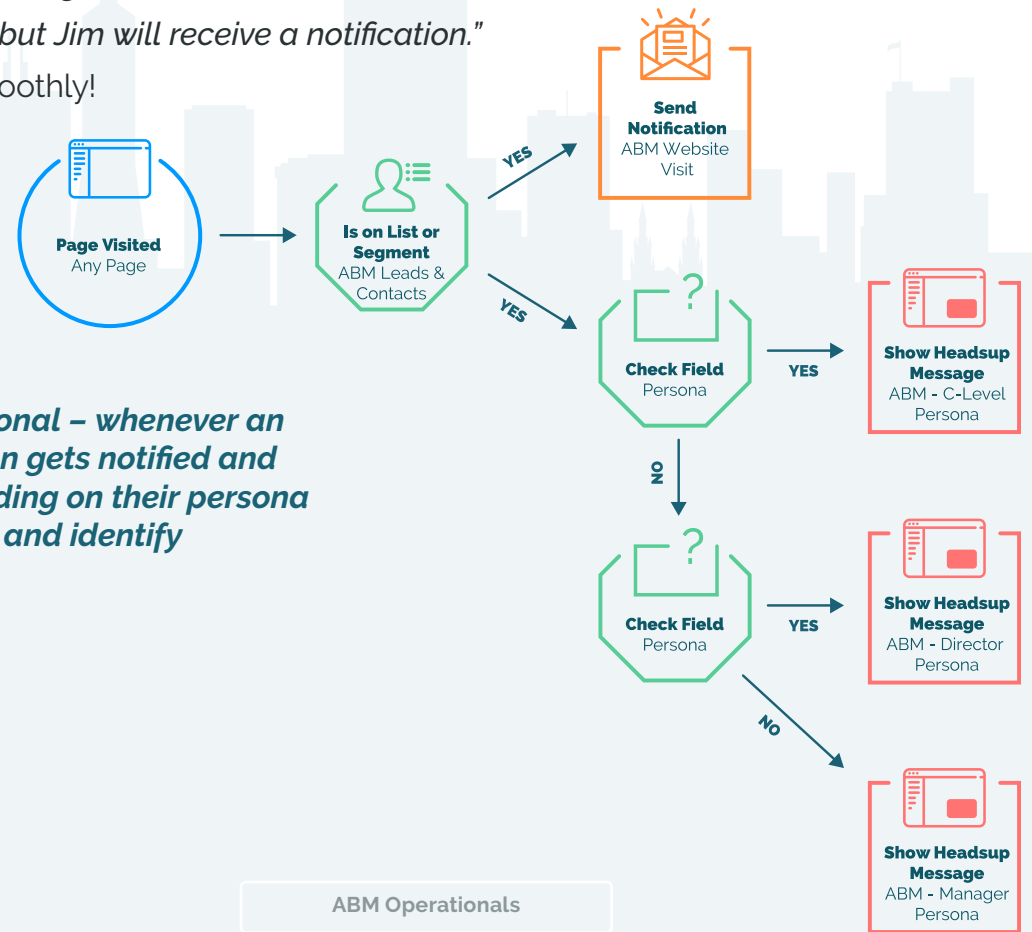 but Jim will receive a notification.”
oothly!
Send
Notification
ABM Website
Visit
YES
Page Visited
Any Page
Is on List or
Segment
ABM Leads &
Contacts
YES
?
Check Field
Persona
YES
Show Headsup
Message
ABM - C-Level
Persona
onal – whenever an
n gets notified and
ding on their persona
and identify
NO
?
Check Field
Persona
YES
Show Headsup
Message
ABM - Director
Persona
NO
Show Headsup
Message
ABM - Manager
Persona
ABM Operationals